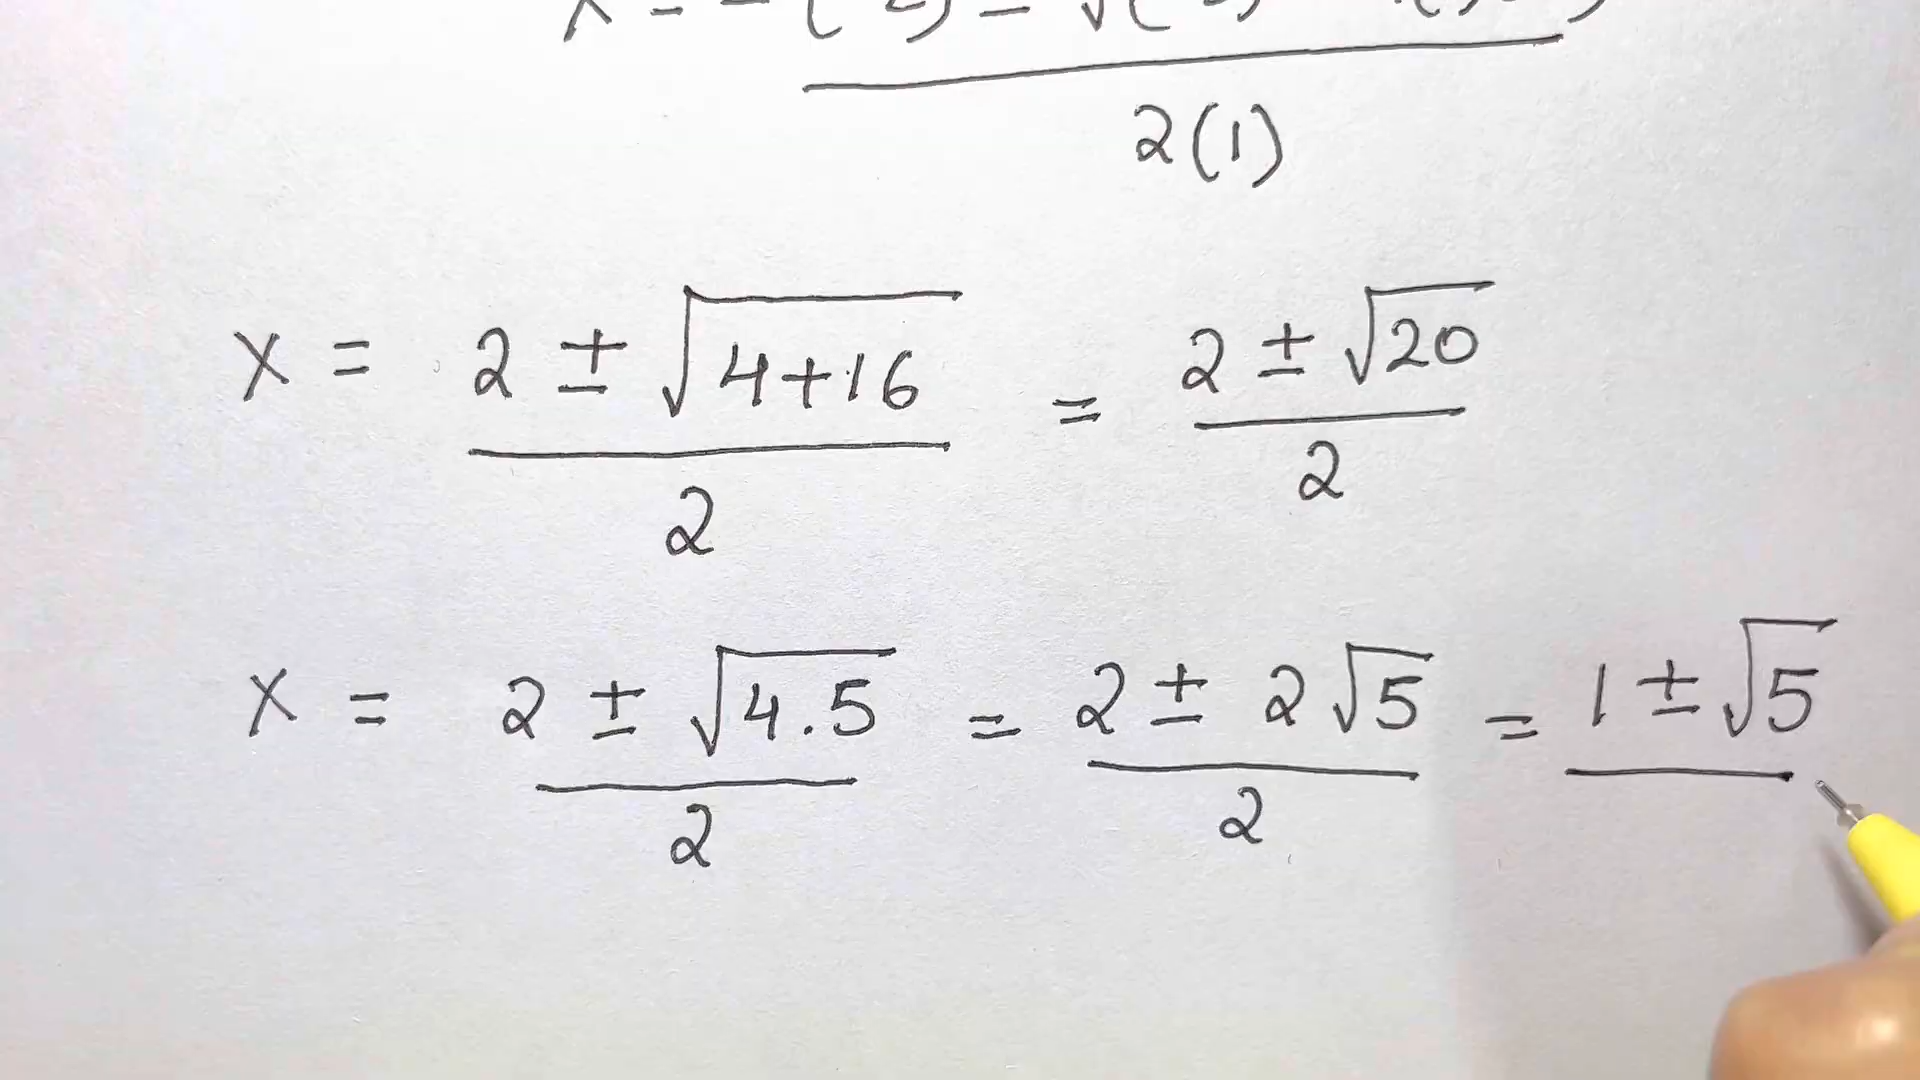 2(1)
x = 2 ± √4+16 / 2 = 2 ± √20 / 2
x = 2 ± √4.5 / 2 = 2 ± 2√5 / 2 = 1 ± √5